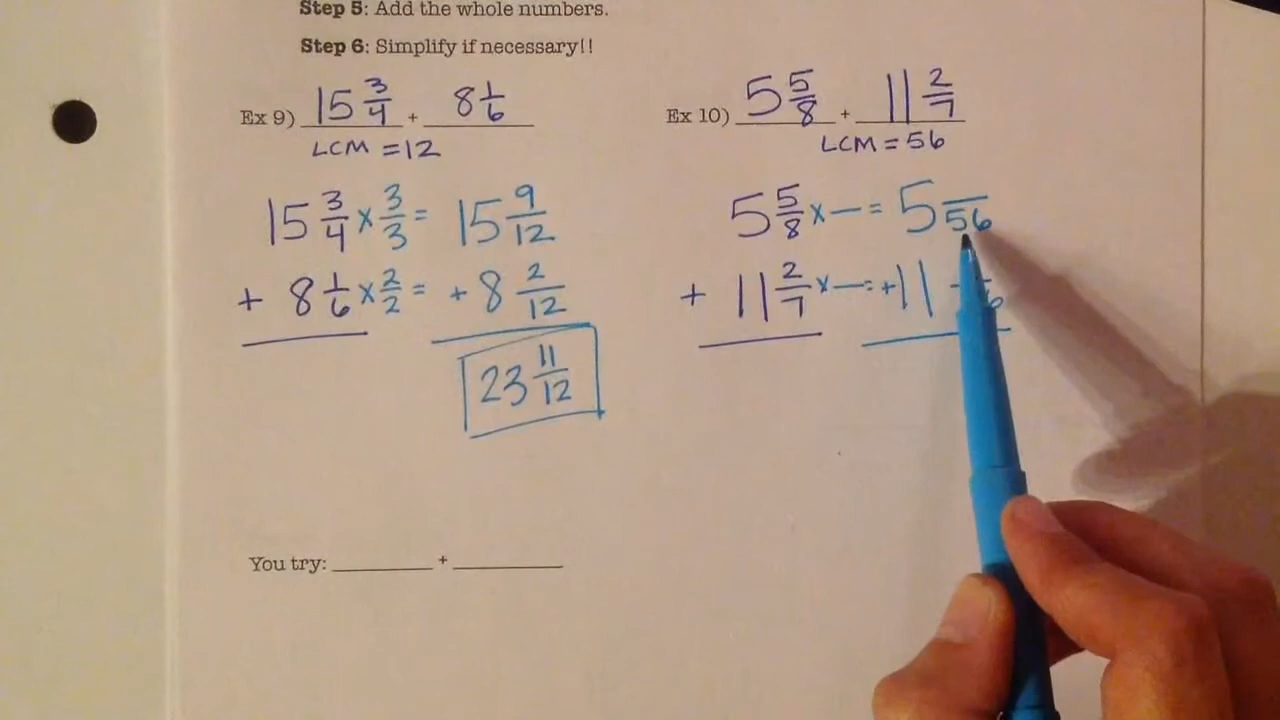 Step 5: Add the whole numbers.
Step 6: Simplify if necessary!!
Ex 9) 15 3/4 + 8 1/6
LCM = 12
15 3/4 x 3/3 = 15 9/12
+ 8 1/6 x 2/2 = + 8 2/12
23 11/12
Ex 10) 5 5/8 + 11 2/7
LCM = 56
5 5/8 x — = 5 —/56
+ 11 2/7 x — = + 11
You try: ________ + ________